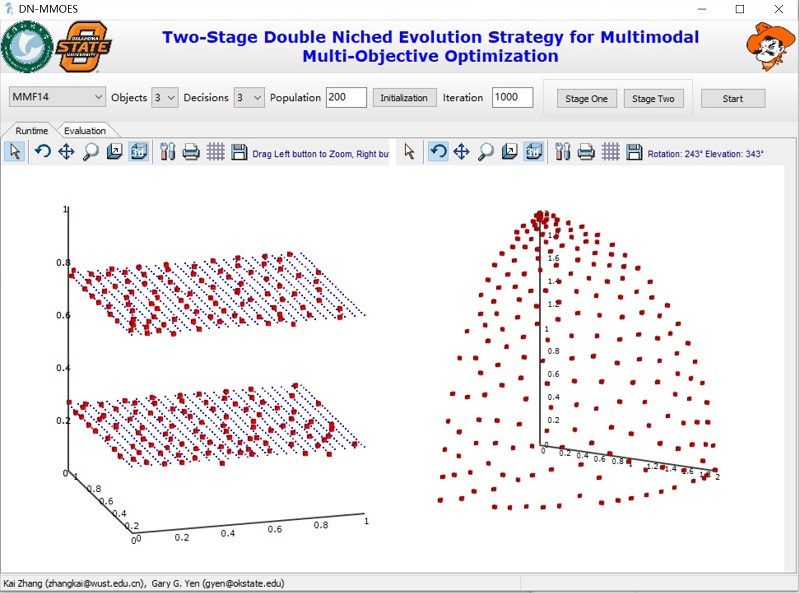 DN-MMOES
OKLAHOMA
STATE
UNIVERSITY
Two-Stage Double Niched Evolution Strategy for Multimodal
Multi-Objective Optimization
MMF14 Objects 3 Decisions 3 Population 200 Initialization Iteration 1000 Stage One Stage Two Start
Runtime Evaluation
3D Drag Left button to Zoom, Right bu
3D Rotation: 243° Elevation: 343°
1
0.8
0.6
0.4
0.2
0
1
0.8
0.6
0.4
0.2
0
0
0.2
0.4
0.6
0.8
1
1.6
1.4
1.2
1
0.8
0.6
0.4
0.2
0
0 0.2 0.4 0.6 0.8 1 1.2 1.4 1.6 1.8 2
Kai Zhang (zhangkai@wust.edu.cn), Gary G. Yen (gyen@okstate.edu)